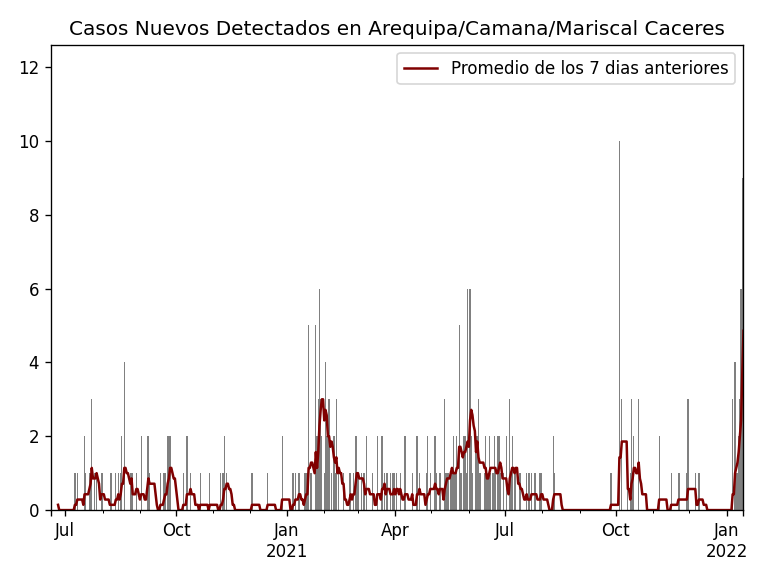 Casos Nuevos Detectados en Arequipa/Camana/Mariscal Caceres
Promedio de los 7 dias anteriores
12
10
8
6
4
2
0
Jul Oct Jan Apr Jul Oct Jan
2021 2022